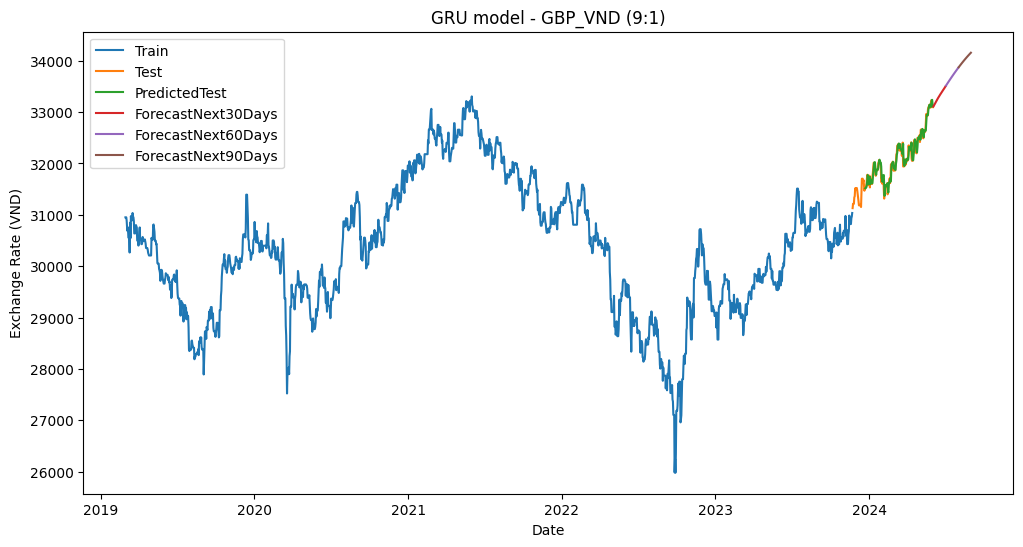 GRU model - GBP_VND (9:1)
Train
Test
PredictedTest
ForecastNext30Days
ForecastNext60Days
ForecastNext90Days
Exchange Rate (VND)
34000
33000
32000
31000
30000
29000
28000
27000
26000
2019
2020
2021
2022
2023
2024
Date